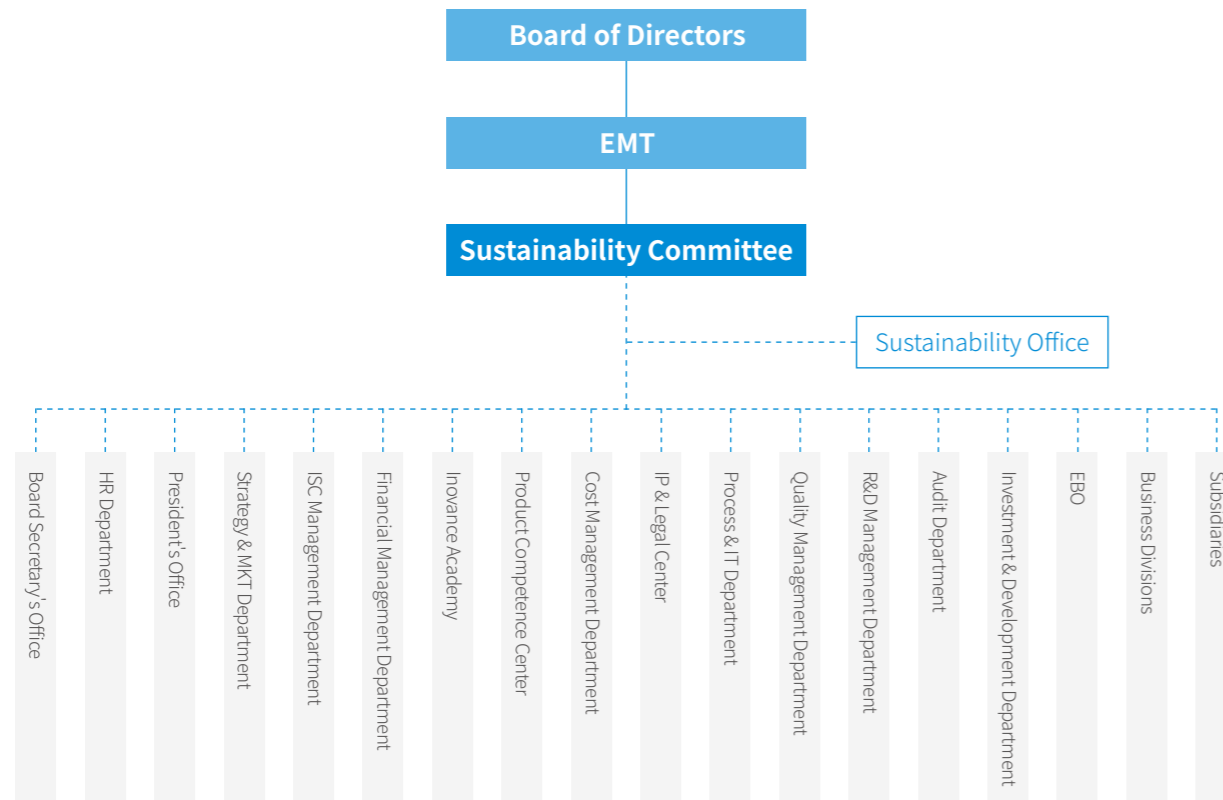 Board of Directors
EMT
Sustainability Committee
Sustainability Office
Board Secretary's Office
HR Department
President's Office
Strategy & MKT Department
ISC Management Department
Financial Management Department
Inovance Academy
Product Competence Center
Cost Management Department
IP & Legal Center
Process & IT Department
Quality Management Department
R&D Management Department
Audit Department
Investment & Development Department
EBO
Business Divisions
Subsidiaries